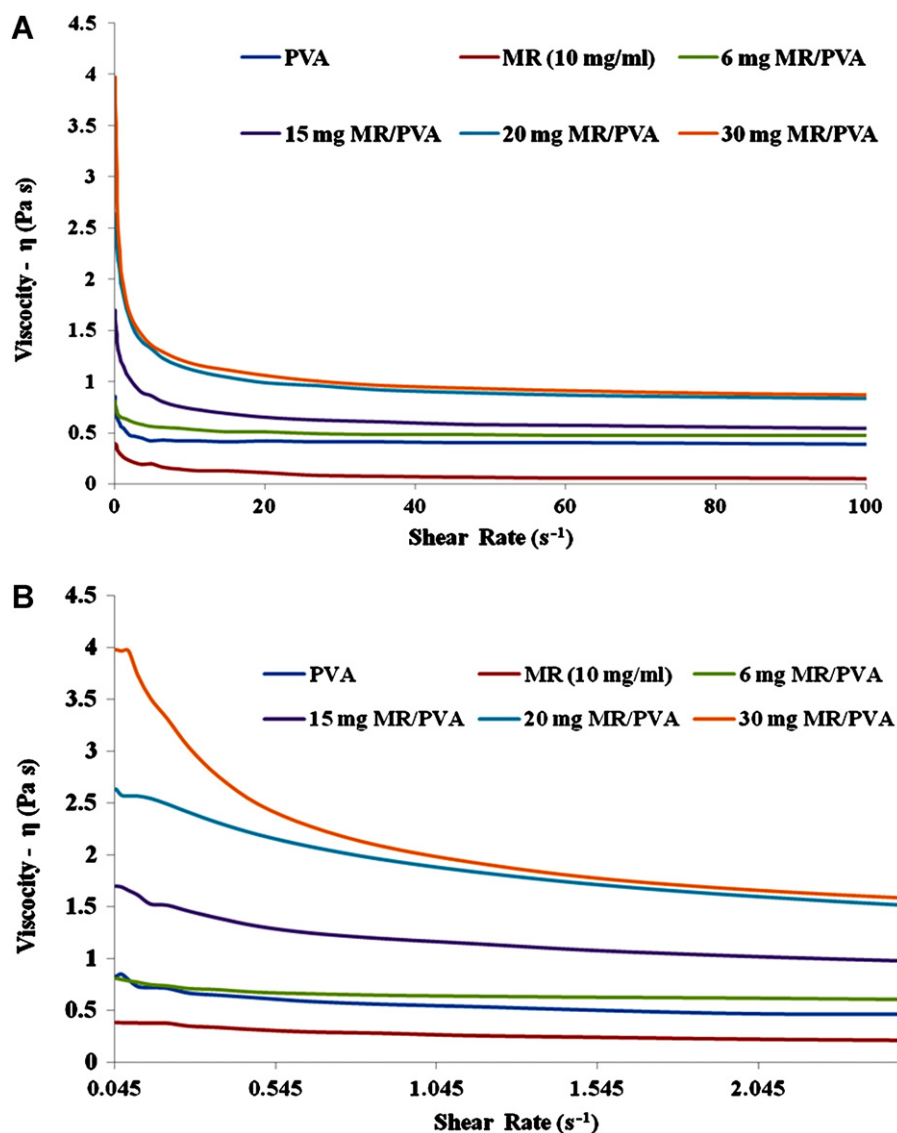 A
4.5
4
3.5
3
2.5
2
1.5
1
0.5
0
Viscocity - η (Pa s)
PVA MR (10 mg/ml) 6 mg MR/PVA
15 mg MR/PVA 20 mg MR/PVA 30 mg MR/PVA
0 20 40 60 80 100
Shear Rate (s⁻¹)
B
4.5
4
3.5
3
2.5
2
1.5
1
0.5
0
Viscocity - η (Pa s)
PVA MR (10 mg/ml) 6 mg MR/PVA
15 mg MR/PVA 20 mg MR/PVA 30 mg MR/PVA
0.045 0.545 1.045 1.545 2.045
Shear Rate (s⁻¹)